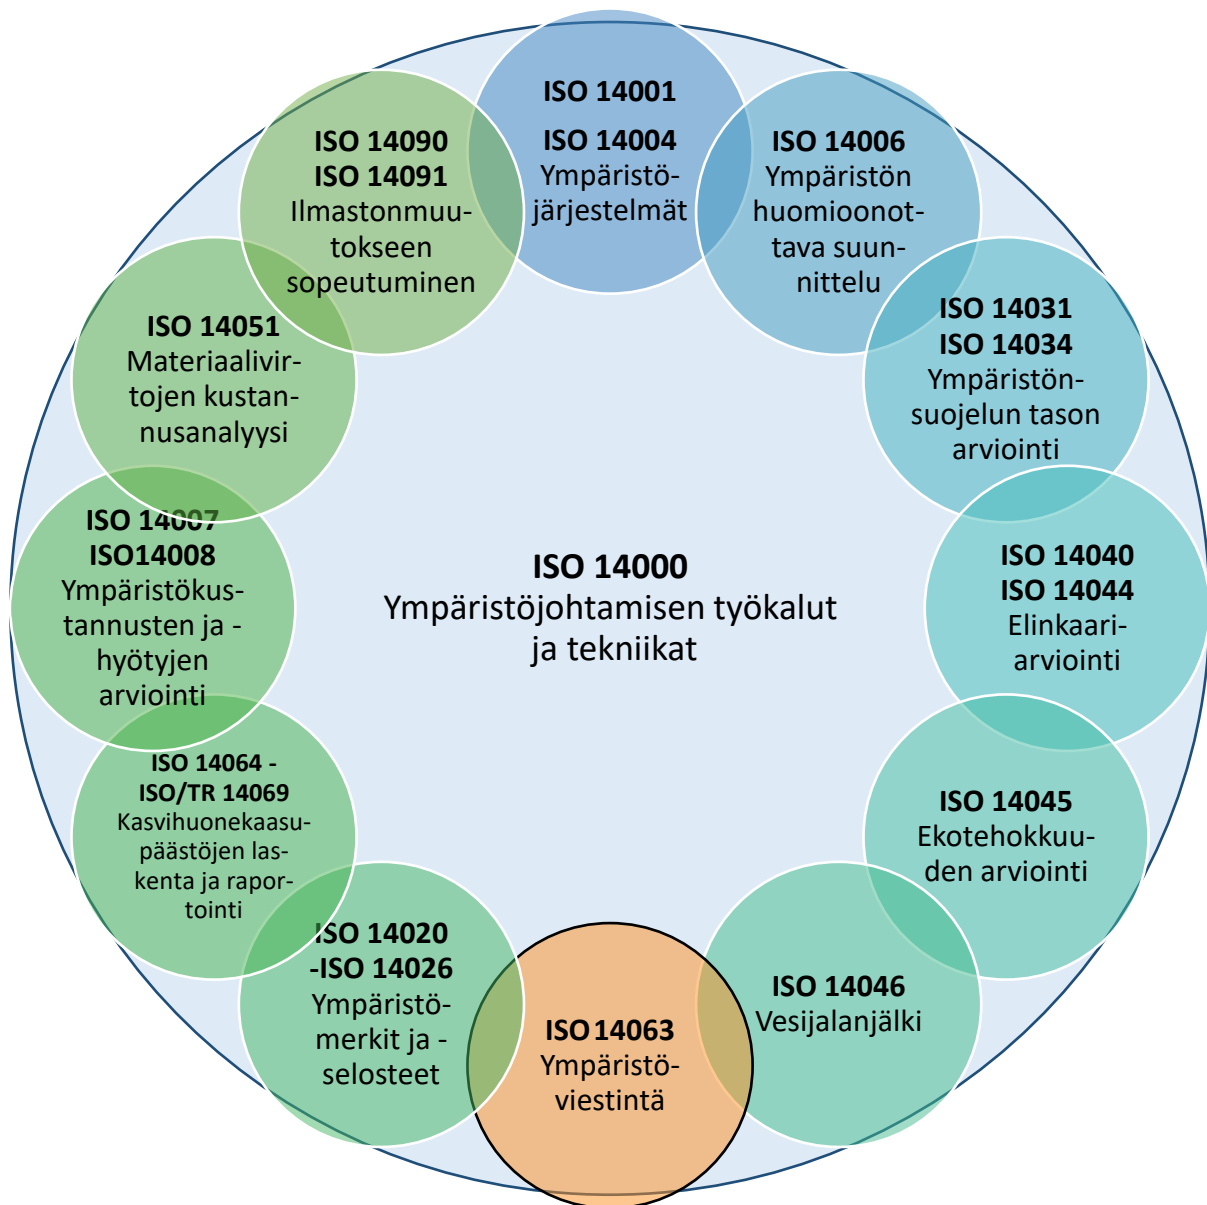 ISO 14001
ISO 14004
Ympäristö-
järjestelmät
ISO 14006
Ympäristön
huomioonot-
tava suun-
nittelu
ISO 14031
ISO 14034
Ympäristön-
suojelun tason
arviointi
ISO 14040
ISO 14044
Elinkaari-
arviointi
ISO 14045
Ekotehokkuu-
den arviointi
ISO 14046
Vesijalanjälki
ISO 14063
Ympäristö-
viestintä
ISO 14020
-ISO 14026
Ympäristö-
merkit ja -
selosteet
ISO 14064 -
ISO/TR 14069
Kasvihuonekaasu-
päästöjen las-
kenta ja rapor-
tointi
ISO 14007
ISO14008
Ympäristökus-
tannusten ja -
hyötyjen
arviointi
ISO 14051
Materiaalivir-
tojen kustan-
nusanalyysi
ISO 14090
ISO 14091
Ilmastonmuu-
tokseen
sopeutuminen
ISO 14000
Ympäristöjohtamisen työkalut
ja tekniikat